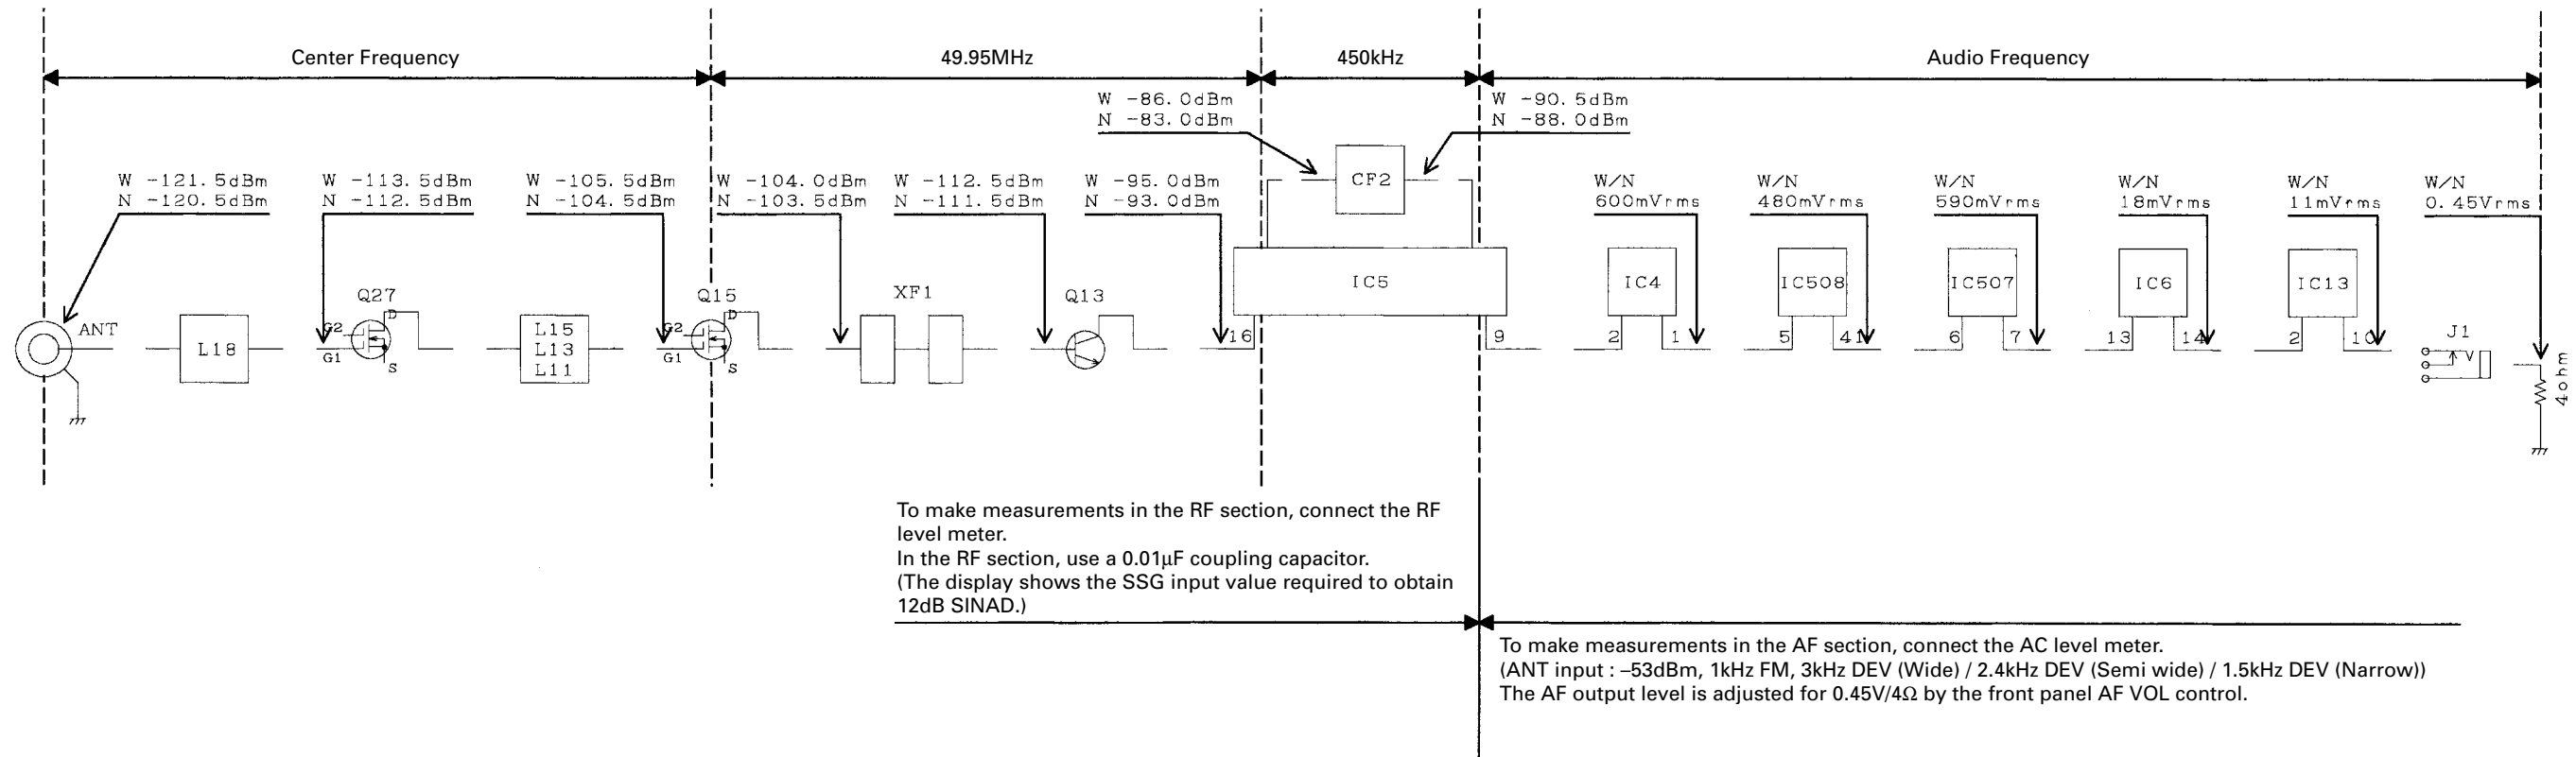 Center Frequency
49.95MHz
450kHz
Audio Frequency
W -86.0dBm
N -83.0dBm
W -90.5dBm
N -88.0dBm
W -121.5dBm
N -120.5dBm
W -113.5dBm
N -112.5dBm
W -105.5dBm
N -104.5dBm
W -104.0dBm
N -103.5dBm
W -112.5dBm
N -111.5dBm
W -95.0dBm
N -93.0dBm
CF2
W/N
600mVrms
W/N
480mVrms
W/N
590mVrms
W/N
18mVrms
W/N
11mVrms
W/N
0.45Vrms
ANT
L18
Q27
G2
G1
D
S
L15
L13
L11
Q15
G2
G1
D
S
XF1
Q13
16
IC5
9
IC4
2
1
IC508
5
41
IC507
6
7
IC6
13
14
IC13
2
10
J1
4ohm
To make measurements in the RF section, connect the RF
level meter.
In the RF section, use a 0.01µF coupling capacitor.
(The display shows the SSG input value required to obtain
12dB SINAD.)
To make measurements in the AF section, connect the AC level meter.
(ANT input : –53dBm, 1kHz FM, 3kHz DEV (Wide) / 2.4kHz DEV (Semi wide) / 1.5kHz DEV (Narrow))
The AF output level is adjusted for 0.45V/4Ω by the front panel AF VOL control.